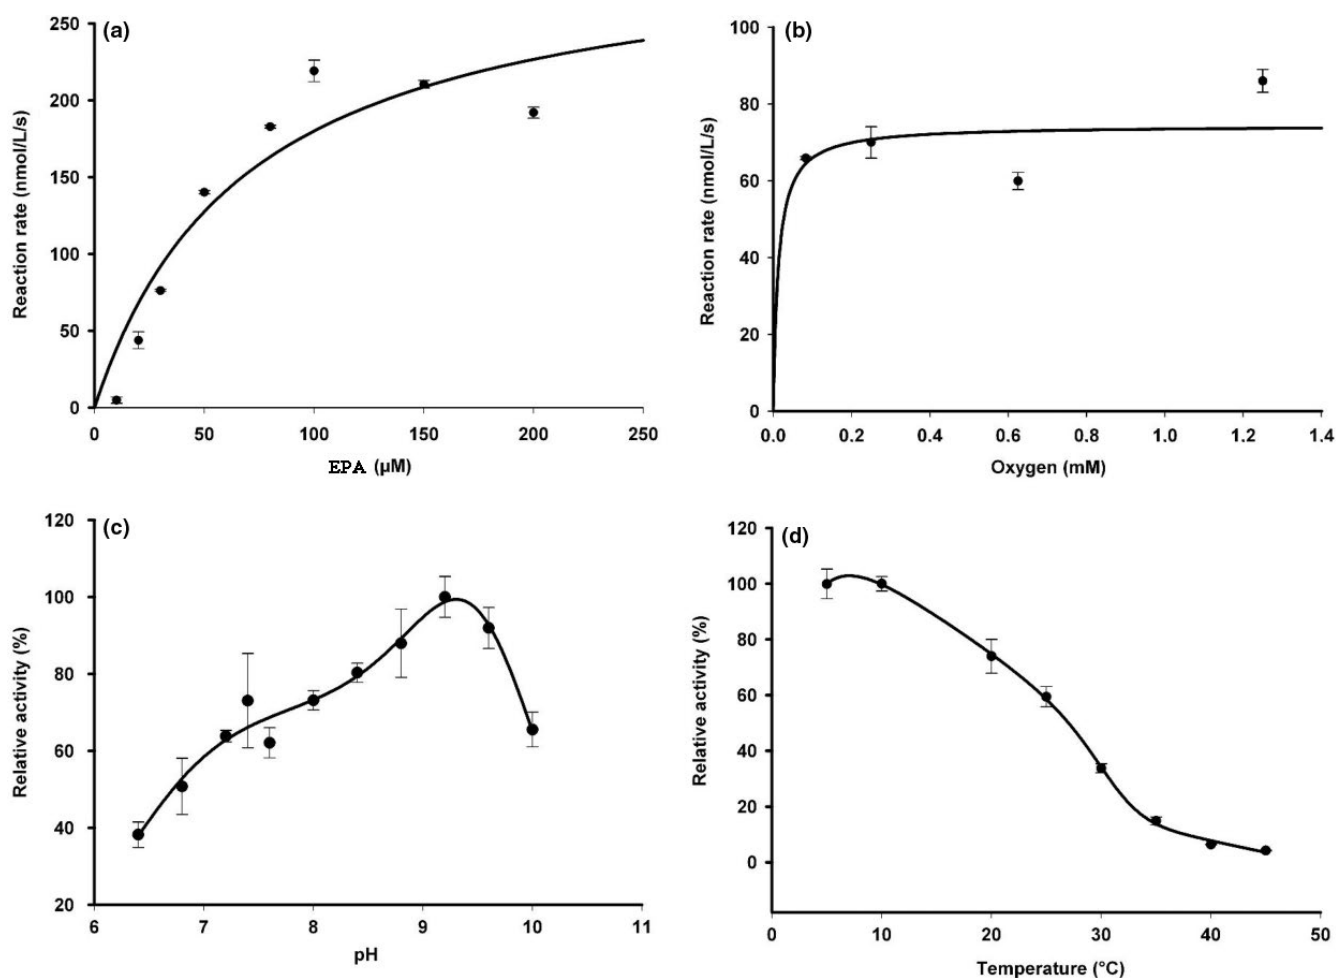 (a)
Reaction rate (nmol/L/s)
250
200
150
100
50
0
0 50 100 150 200 250
EPA (µM)
(b)
Reaction rate (nmol/L/s)
100
80
60
40
20
0
0.0 0.2 0.4 0.6 0.8 1.0 1.2 1.4
Oxygen (mM)
(c)
Relative activity (%)
120
100
80
60
40
20
6 7 8 9 10 11
pH
(d)
Relative activity (%)
120
100
80
60
40
20
0
0 10 20 30 40 50
Temperature (°C)